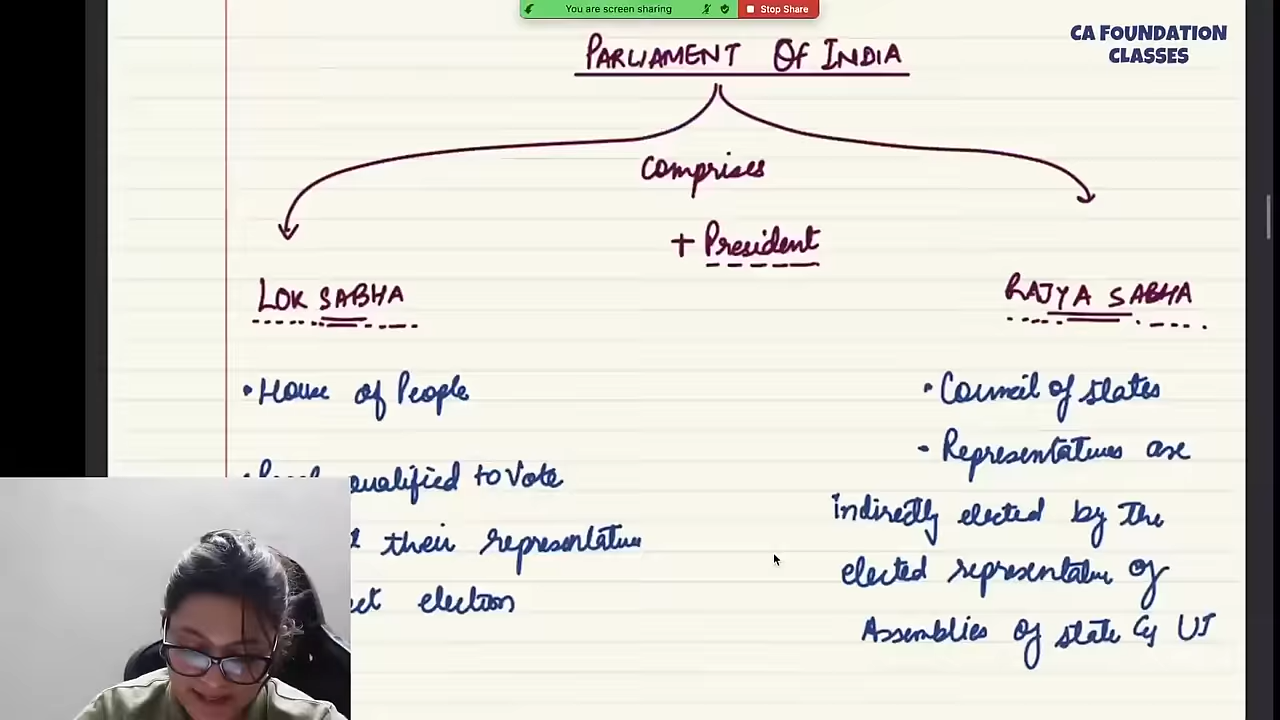 You are screen sharing
Stop Share
CA FOUNDATION
CLASSES
PARLIAMENT OF INDIA
Comprises
+ President
LOK SABHA
• House of People
qualified to vote
their representative
election
RAJYA SABHA
• Council of states
- Representatives are
indirectly elected by the
elected representative of
Assemblies of state & UT